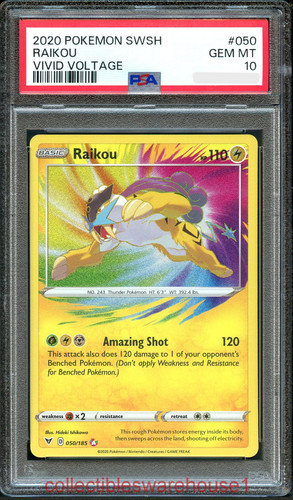 2020 POKEMON SWSH #050
RAIKOU GEM MT
VIVID VOLTAGE 10
PSA
BASIC Raikou HP110
NO. 243 Thunder Pokémon HT: 6'3" WT: 392.4 lbs.
Amazing Shot 120
This attack also does 120 damage to 1 of your opponent's
Benched Pokémon. (Don't apply Weakness and Resistance
for Benched Pokémon.)
weakness ×2 resistance retreat
Illus. Hideki Ishikawa
D 050/185
This rough Pokémon stores energy inside its body,
then sweeps across the land, shooting off electricity.
©2020 Pokémon / Nintendo / Creatures / GAME FREAK
collectibleswarehouse1